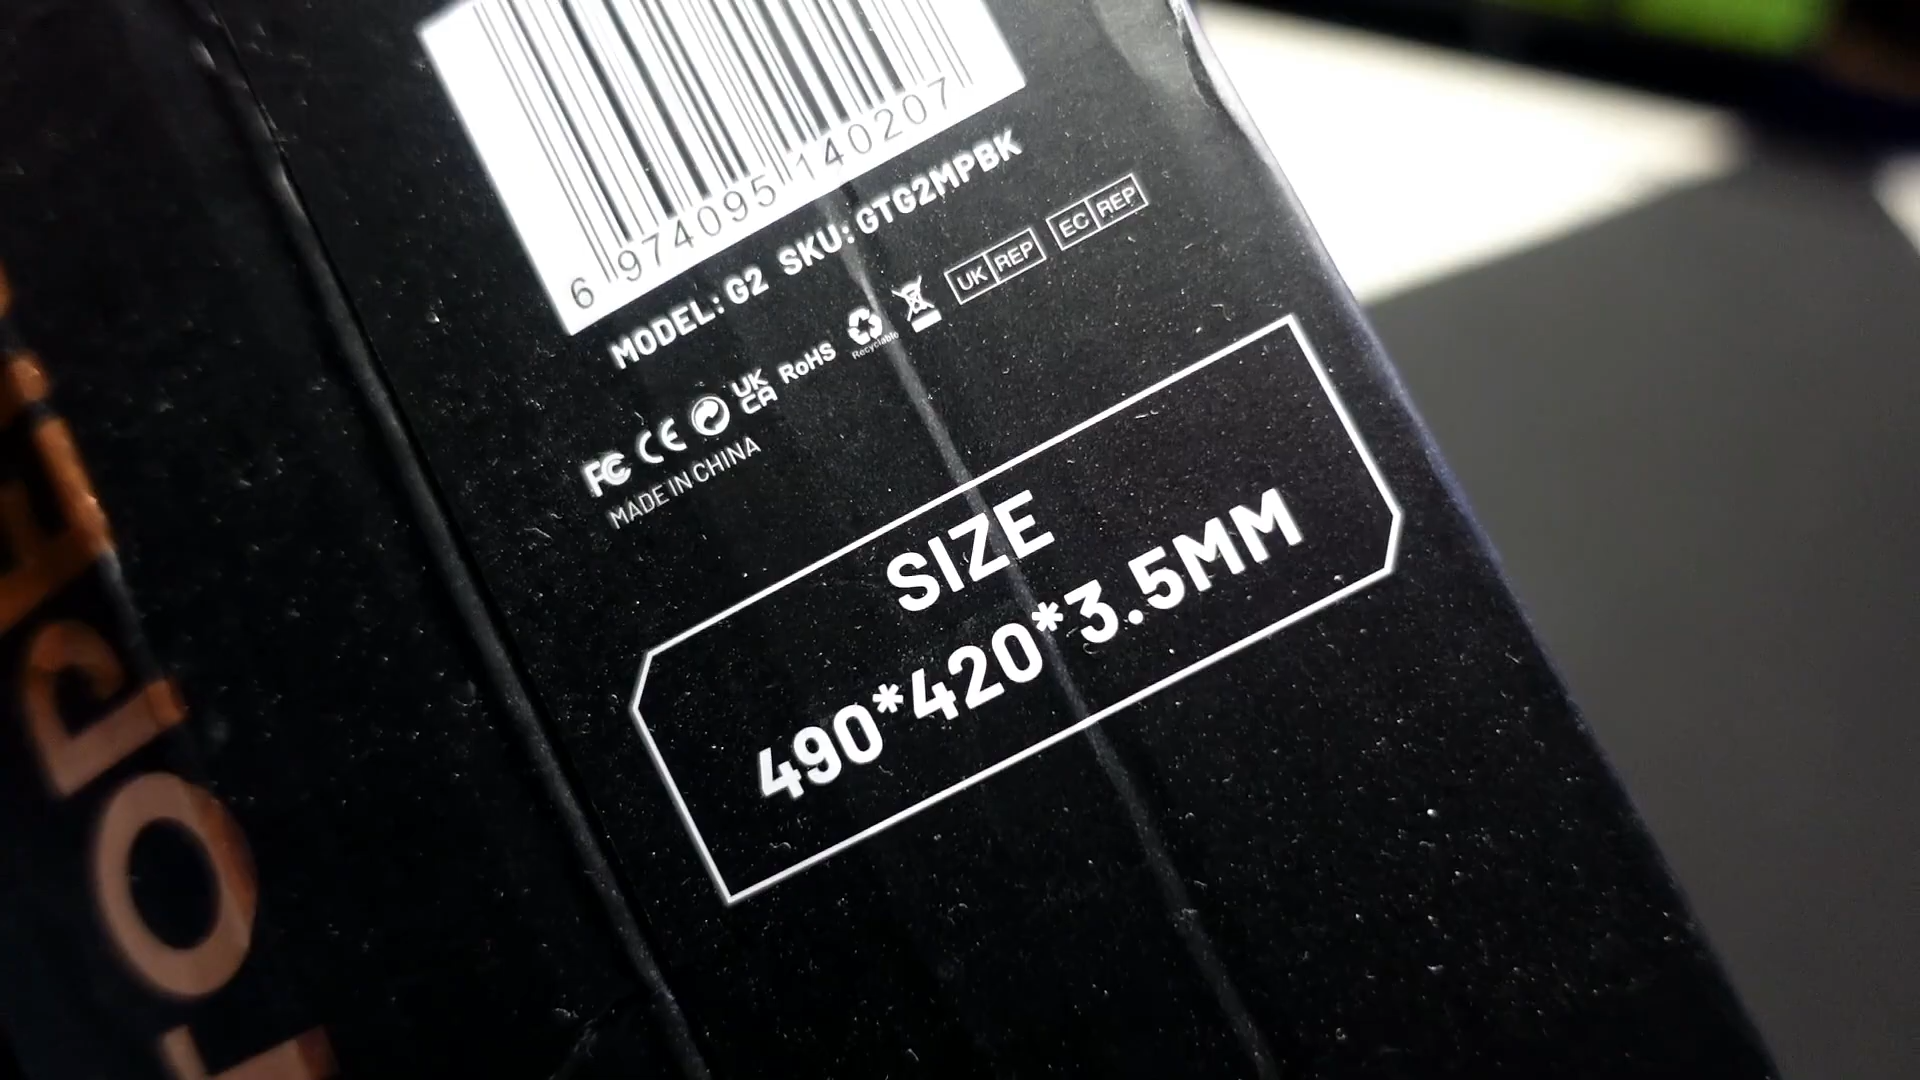 6 974095 140207
MODEL: G2 SKU: GTG2MPBK
FC CE UK CA RoHS Recyclable UK REP EC REP
MADE IN CHINA
SIZE
490*420*3.5MM